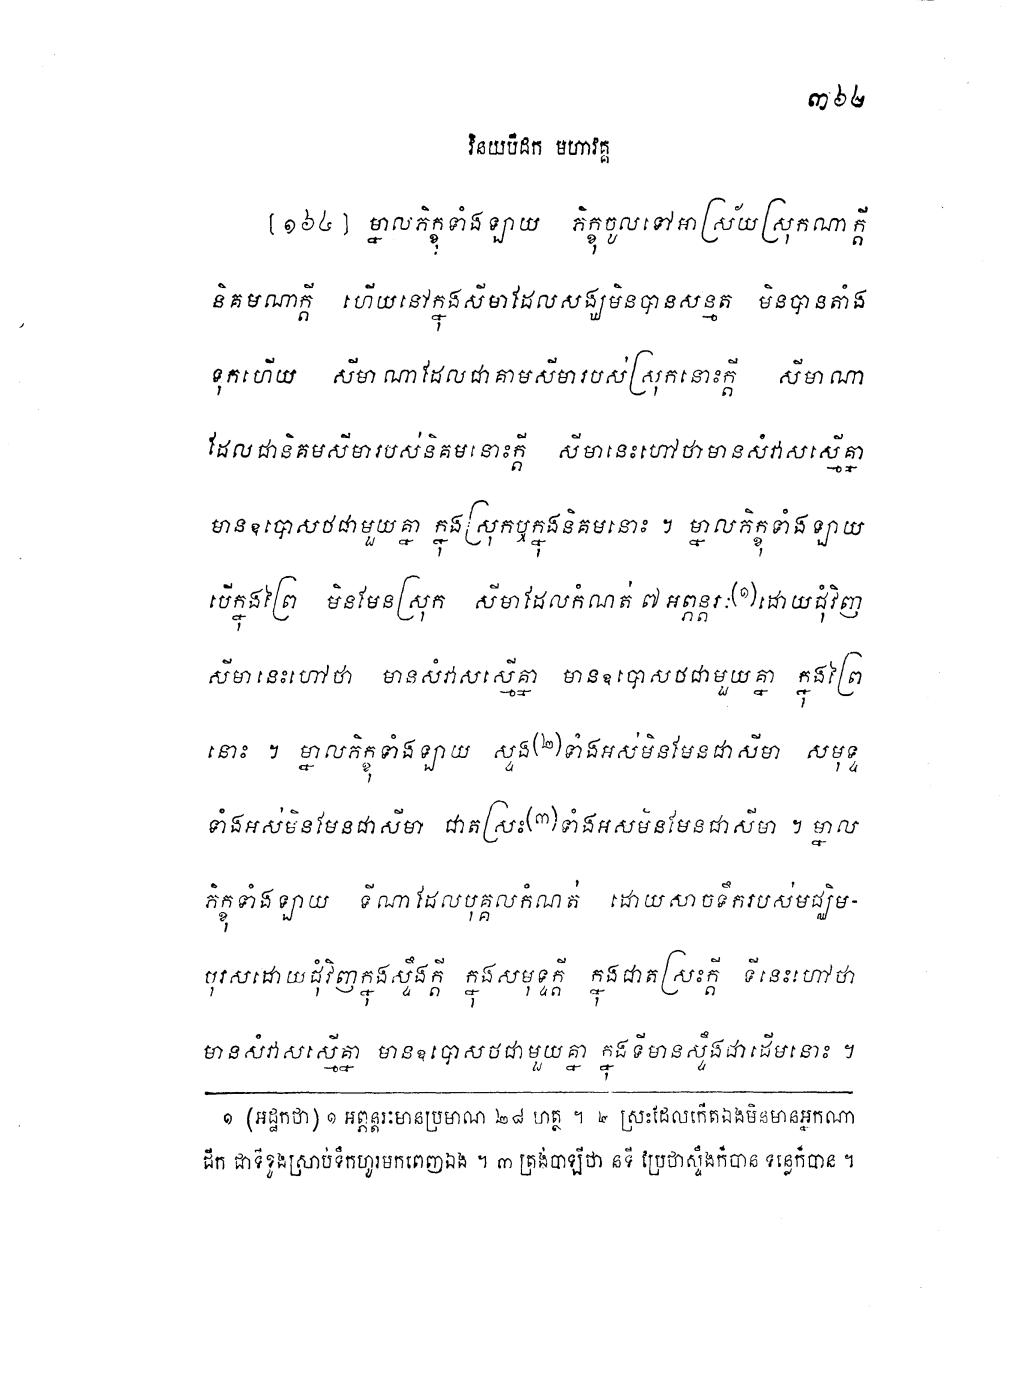 ៣៦៤
វិនយបិដក មហាវគ្គ
[១៦៤] ម្នាលភិក្ខុទាំងឡាយ ភិក្ខុចូលទៅអាស្រ័យស្រុកណាក្តី
និគមណាក្តី ហើយនៅក្នុងសីមាដែលសង្ឃមិនបានសន្មត មិនបានតាំង
ទុកហើយ សីមាណាដែលជាគាមសីមារបស់ស្រុកនោះក្តី សីមាណា
ដែលជានិគមសីមារបស់និគមនោះក្តី សីមានេះហៅថាមានសំវាសស្មើគ្នា
មានឧបោសថជាមួយគ្នា ក្នុងស្រុកឬក្នុងនិគមនោះ ។ ម្នាលភិក្ខុទាំងឡាយ
បើក្នុងព្រៃ មិនមែនស្រុក សីមាដែលកំណត់ ៧ អព្ភន្តរៈ(១)ដោយជុំវិញ
សីមានេះហៅថា មានសំវាសស្មើគ្នា មានឧបោសថជាមួយគ្នា ក្នុងព្រៃ
នោះ ។ ម្នាលភិក្ខុទាំងឡាយ ស្ទឹង(២)ទាំងអស់មិនមែនជាសីមា សមុទ្ទ
ទាំងអស់មិនមែនជាសីមា ជាតស្រះ(៣)ទាំងអស់មិនមែនជាសីមា ។ ម្នាល
ភិក្ខុទាំងឡាយ ទីណាដែលបុគ្គលកំណត់ ដោយសាចទឹករបស់មជ្ឈិម-
បុរសដោយជុំវិញក្នុងស្ទឹងក្តី ក្នុងសមុទ្ទក្តី ក្នុងជាតស្រះក្តី ទីនេះហៅថា
មានសំវាសស្មើគ្នា មានឧបោសថជាមួយគ្នា ក្នុងទីមានស្ទឹងជាដើមនោះ ។
១ (អដ្ឋកថា) ១ អព្ភន្តរៈមានប្រមាណ ២៨ ហត្ថ ។ ២ ស្រះដែលកើតឯងមិនមានអ្នកណា
ជីក ជាទីខ្ទង់ស្រាប់ទឹកហូរមកពេញឯង ។ ៣ ត្រង់បាឡីថា នទី ប្រែថាស្ទឹងក៏បាន ទន្លេក៏បាន ។